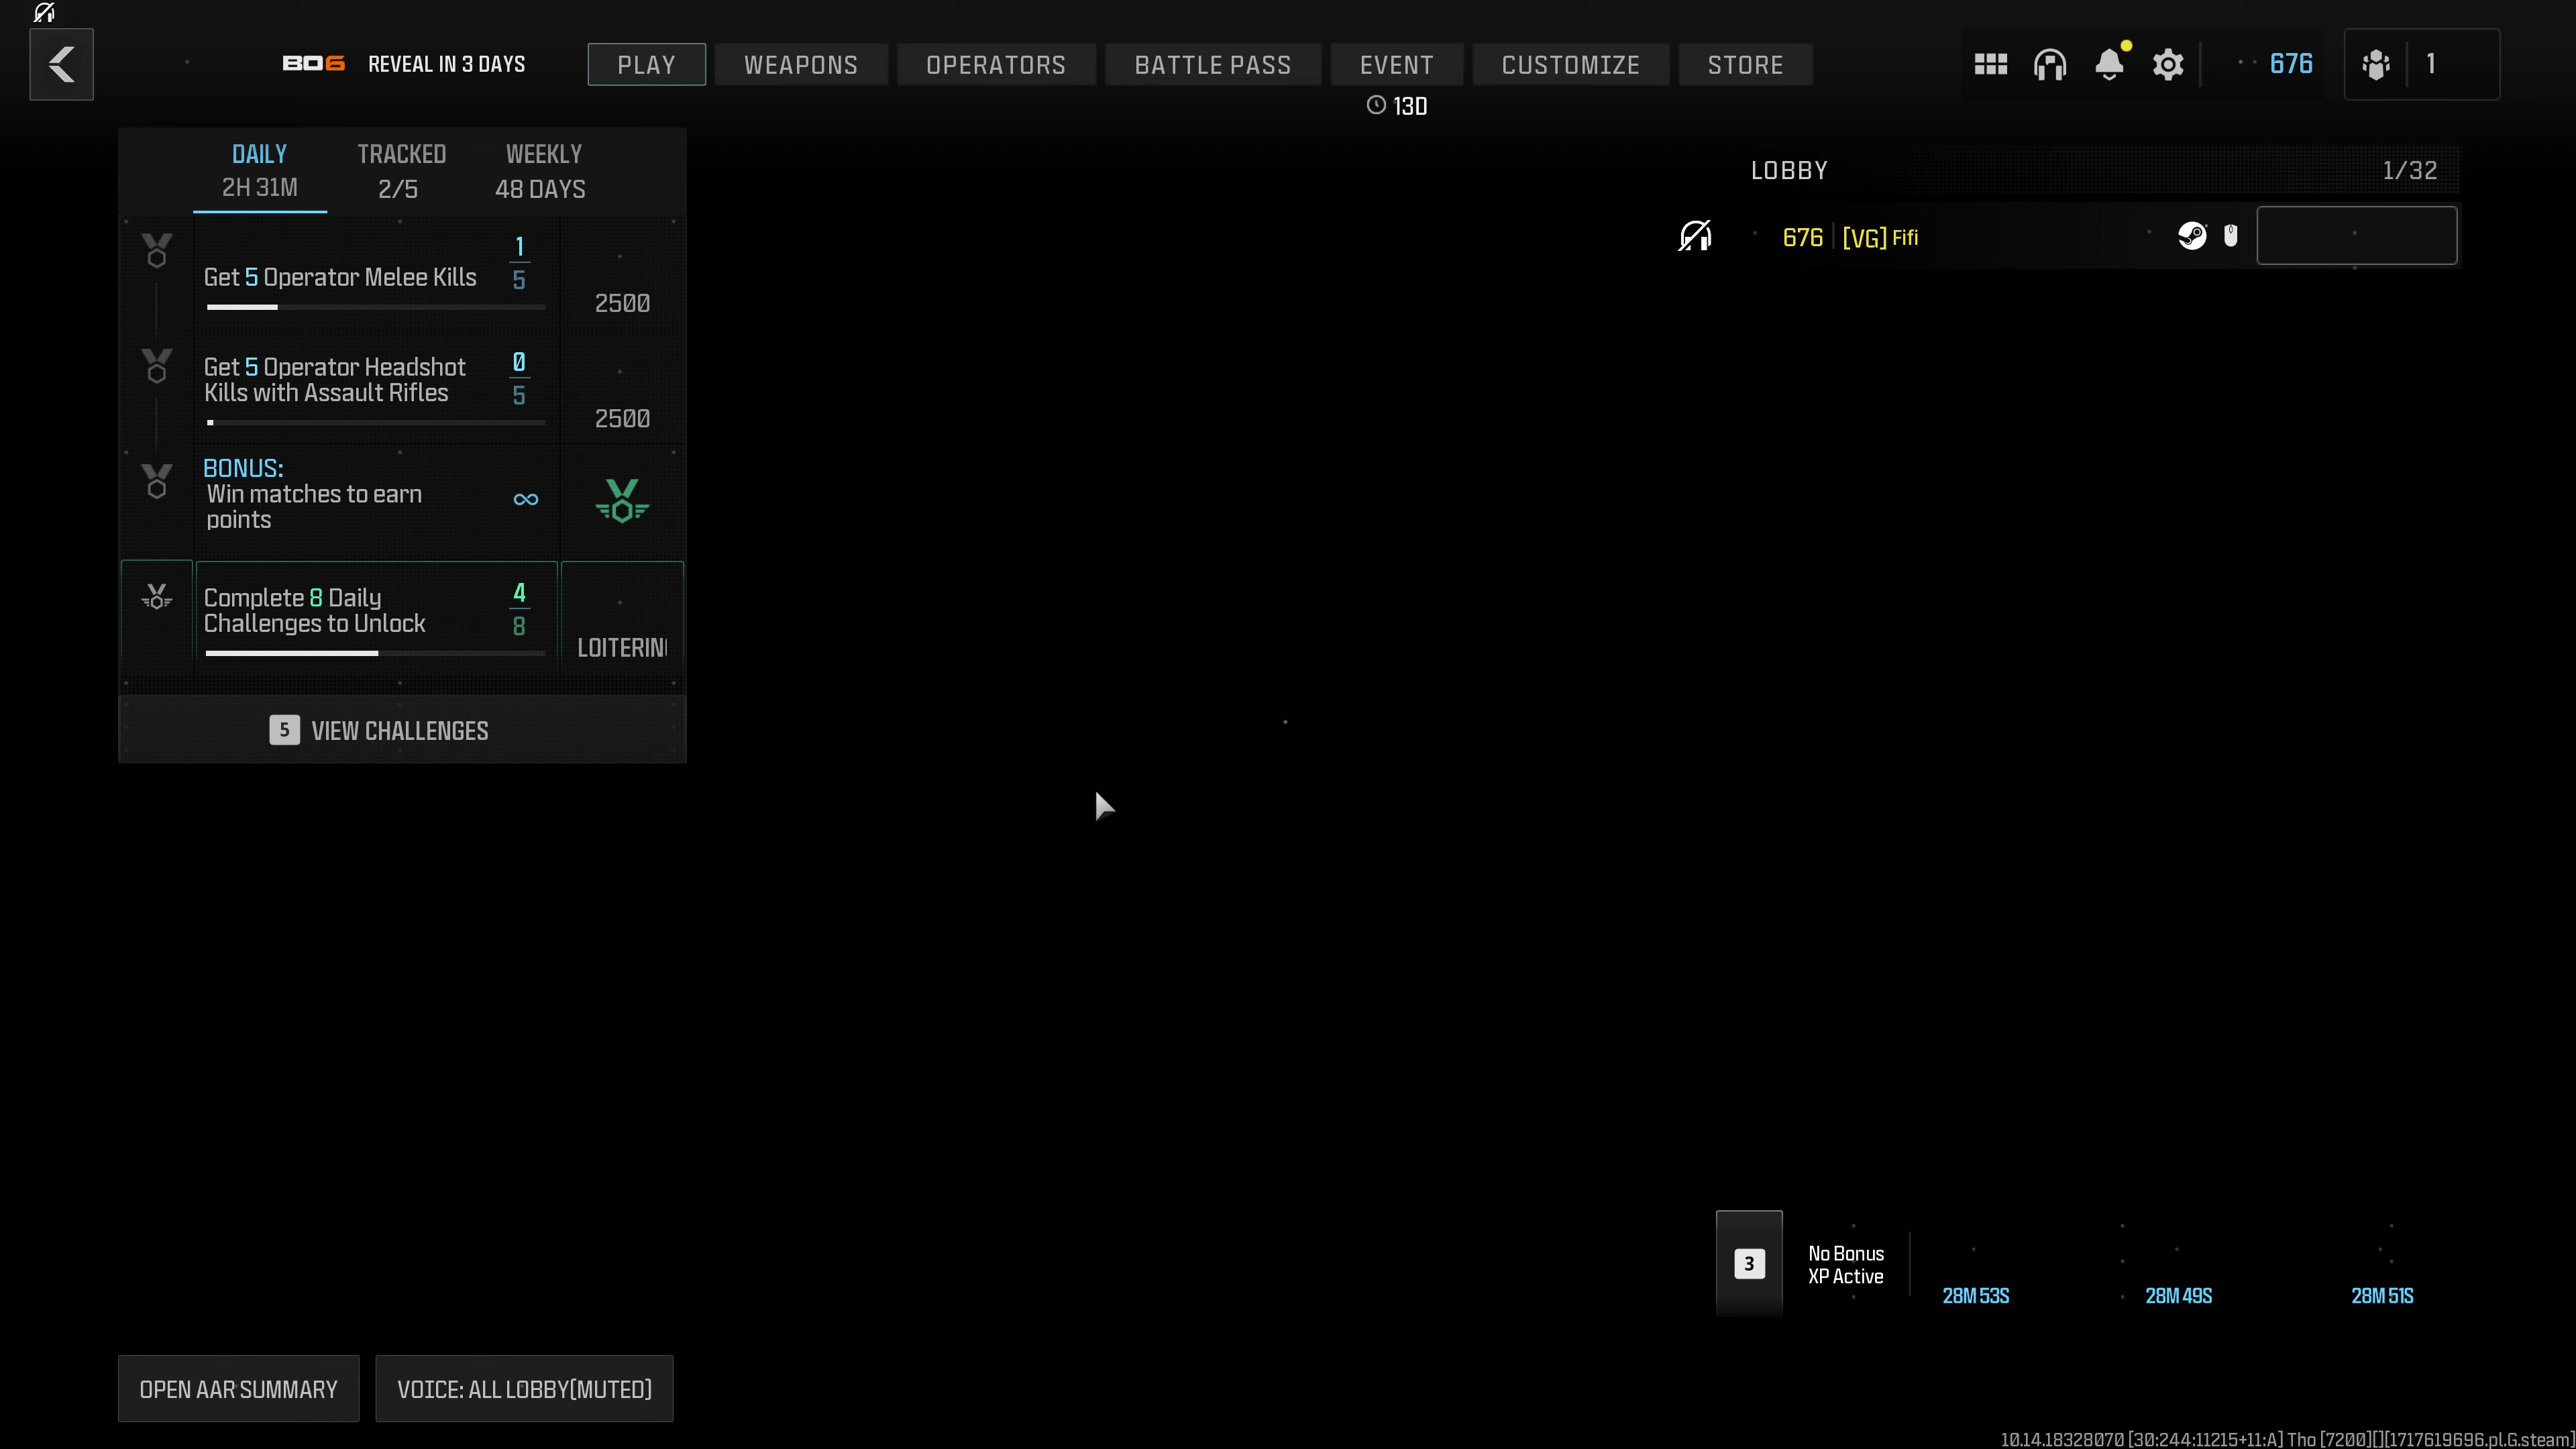 BO6 REVEAL IN 3 DAYS
PLAY
WEAPONS
OPERATORS
BATTLE PASS
EVENT
CUSTOMIZE
STORE
676
1
13D
DAILY
2H 31M
TRACKED
2/5
WEEKLY
48 DAYS
Get 5 Operator Melee Kills
1
5
2500
Get 5 Operator Headshot
Kills with Assault Rifles
0
5
2500
BONUS:
Win matches to earn
points
∞
Complete 8 Daily
Challenges to Unlock
4
8
LOITERIN
5 VIEW CHALLENGES
LOBBY
1/32
676 [VG] Fifi
3
No Bonus
XP Active
28M 53S
28M 49S
28M 51S
OPEN AAR SUMMARY
VOICE: ALL LOBBY(MUTED)
10.14.18328070 [30:244:11215+11:A] Tho [7200][][1717619696.pl.G.steam]